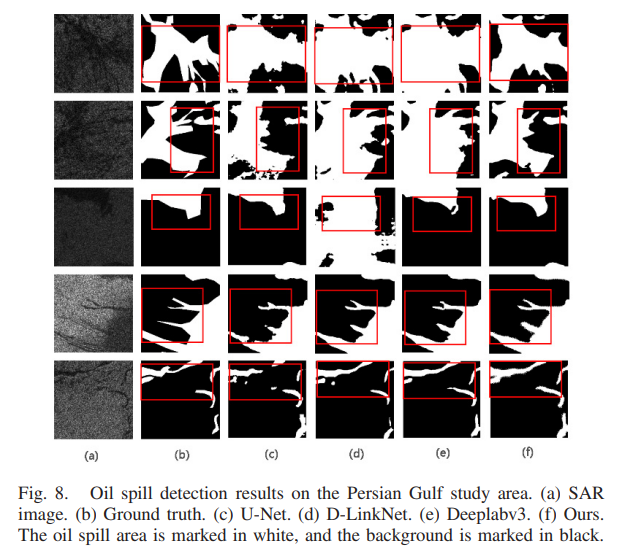 (a) (b) (c) (d) (e) (f)
Fig. 8. Oil spill detection results on the Persian Gulf study area. (a) SAR
image. (b) Ground truth. (c) U-Net. (d) D-LinkNet. (e) Deeplabv3. (f) Ours.
The oil spill area is marked in white, and the background is marked in black.